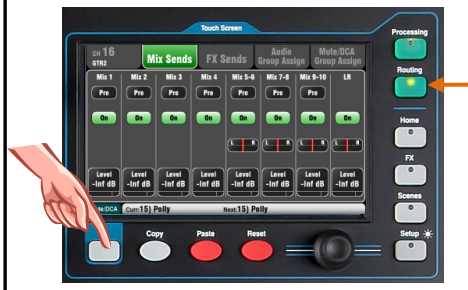 Touch Screen
Processing
CH 16
GTR2
Mix Sends
FX Sends
Audio Group Assign
Mute/DCA Group Assign
Routing
Mix 1 Mix 2 Mix 3 Mix 4 Mix 5-6 Mix 7-8 Mix 9-10 LR
Pre Pre Pre Pre Pre Pre Pre
On On On On On On On On
L R L R L R L R
Level Level Level Level Level Level Level Level
-Inf dB -Inf dB -Inf dB -Inf dB -Inf dB -Inf dB -Inf dB -Inf dB
Home
FX
Scenes
Setup
Mute/DCA Curr:15) Polly Next:15) Polly
Copy Paste Reset